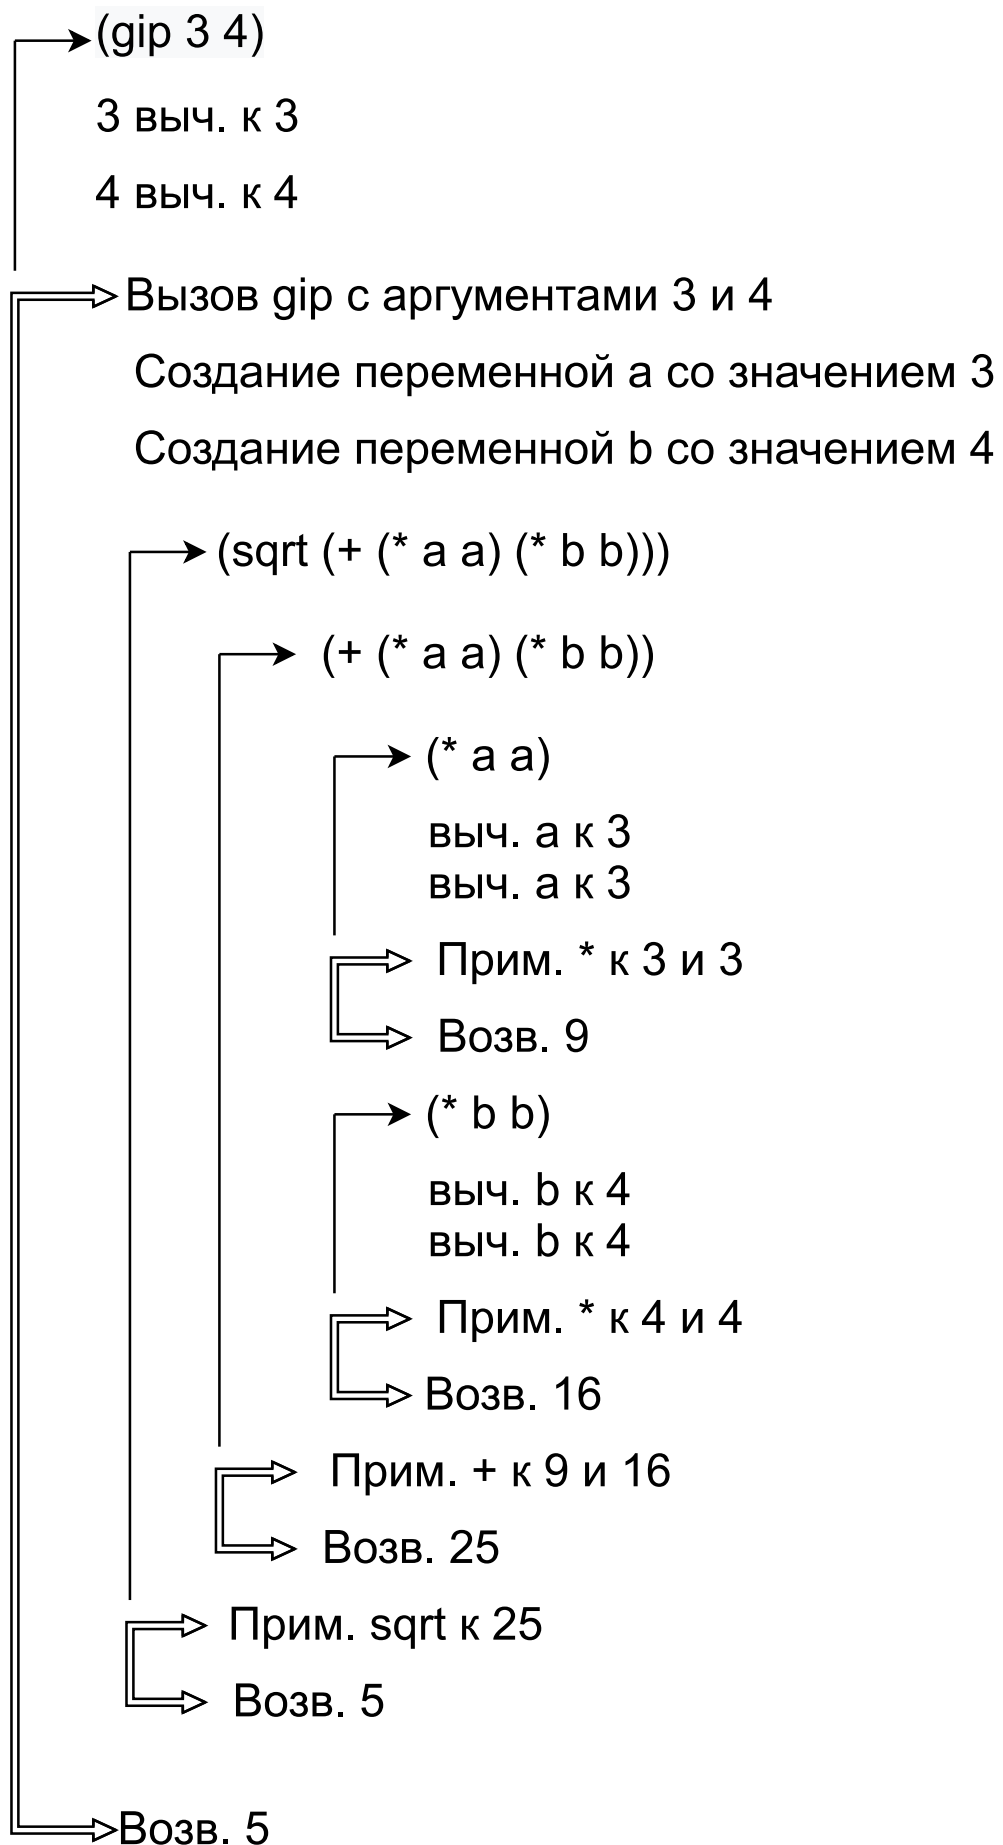 (gip 3 4)
3 выч. к 3
4 выч. к 4
Вызов gip с аргументами 3 и 4
Создание переменной a со значением 3
Создание переменной b со значением 4
(sqrt (+ (* a a) (* b b)))
(+ (* a a) (* b b))
(* a a)
выч. a к 3
выч. a к 3
Прим. * к 3 и 3
Возв. 9
(* b b)
выч. b к 4
выч. b к 4
Прим. * к 4 и 4
Возв. 16
Прим. + к 9 и 16
Возв. 25
Прим. sqrt к 25
Возв. 5
Возв. 5